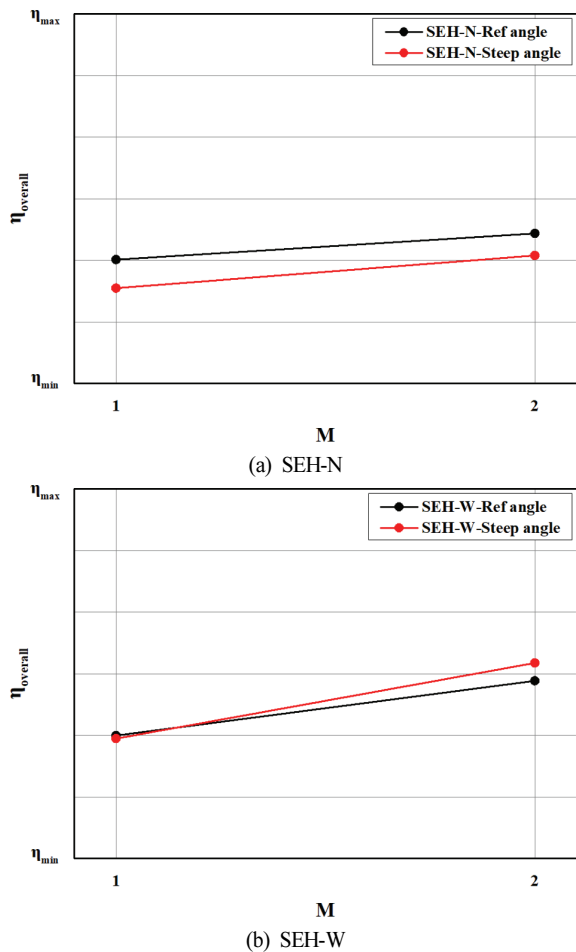 η_max
SEH-N-Ref angle
SEH-N-Steep angle
η_overall
η_min
1 2
M
(a) SEH-N
η_max
SEH-W-Ref angle
SEH-W-Steep angle
η_overall
η_min
1 2
M
(b) SEH-W